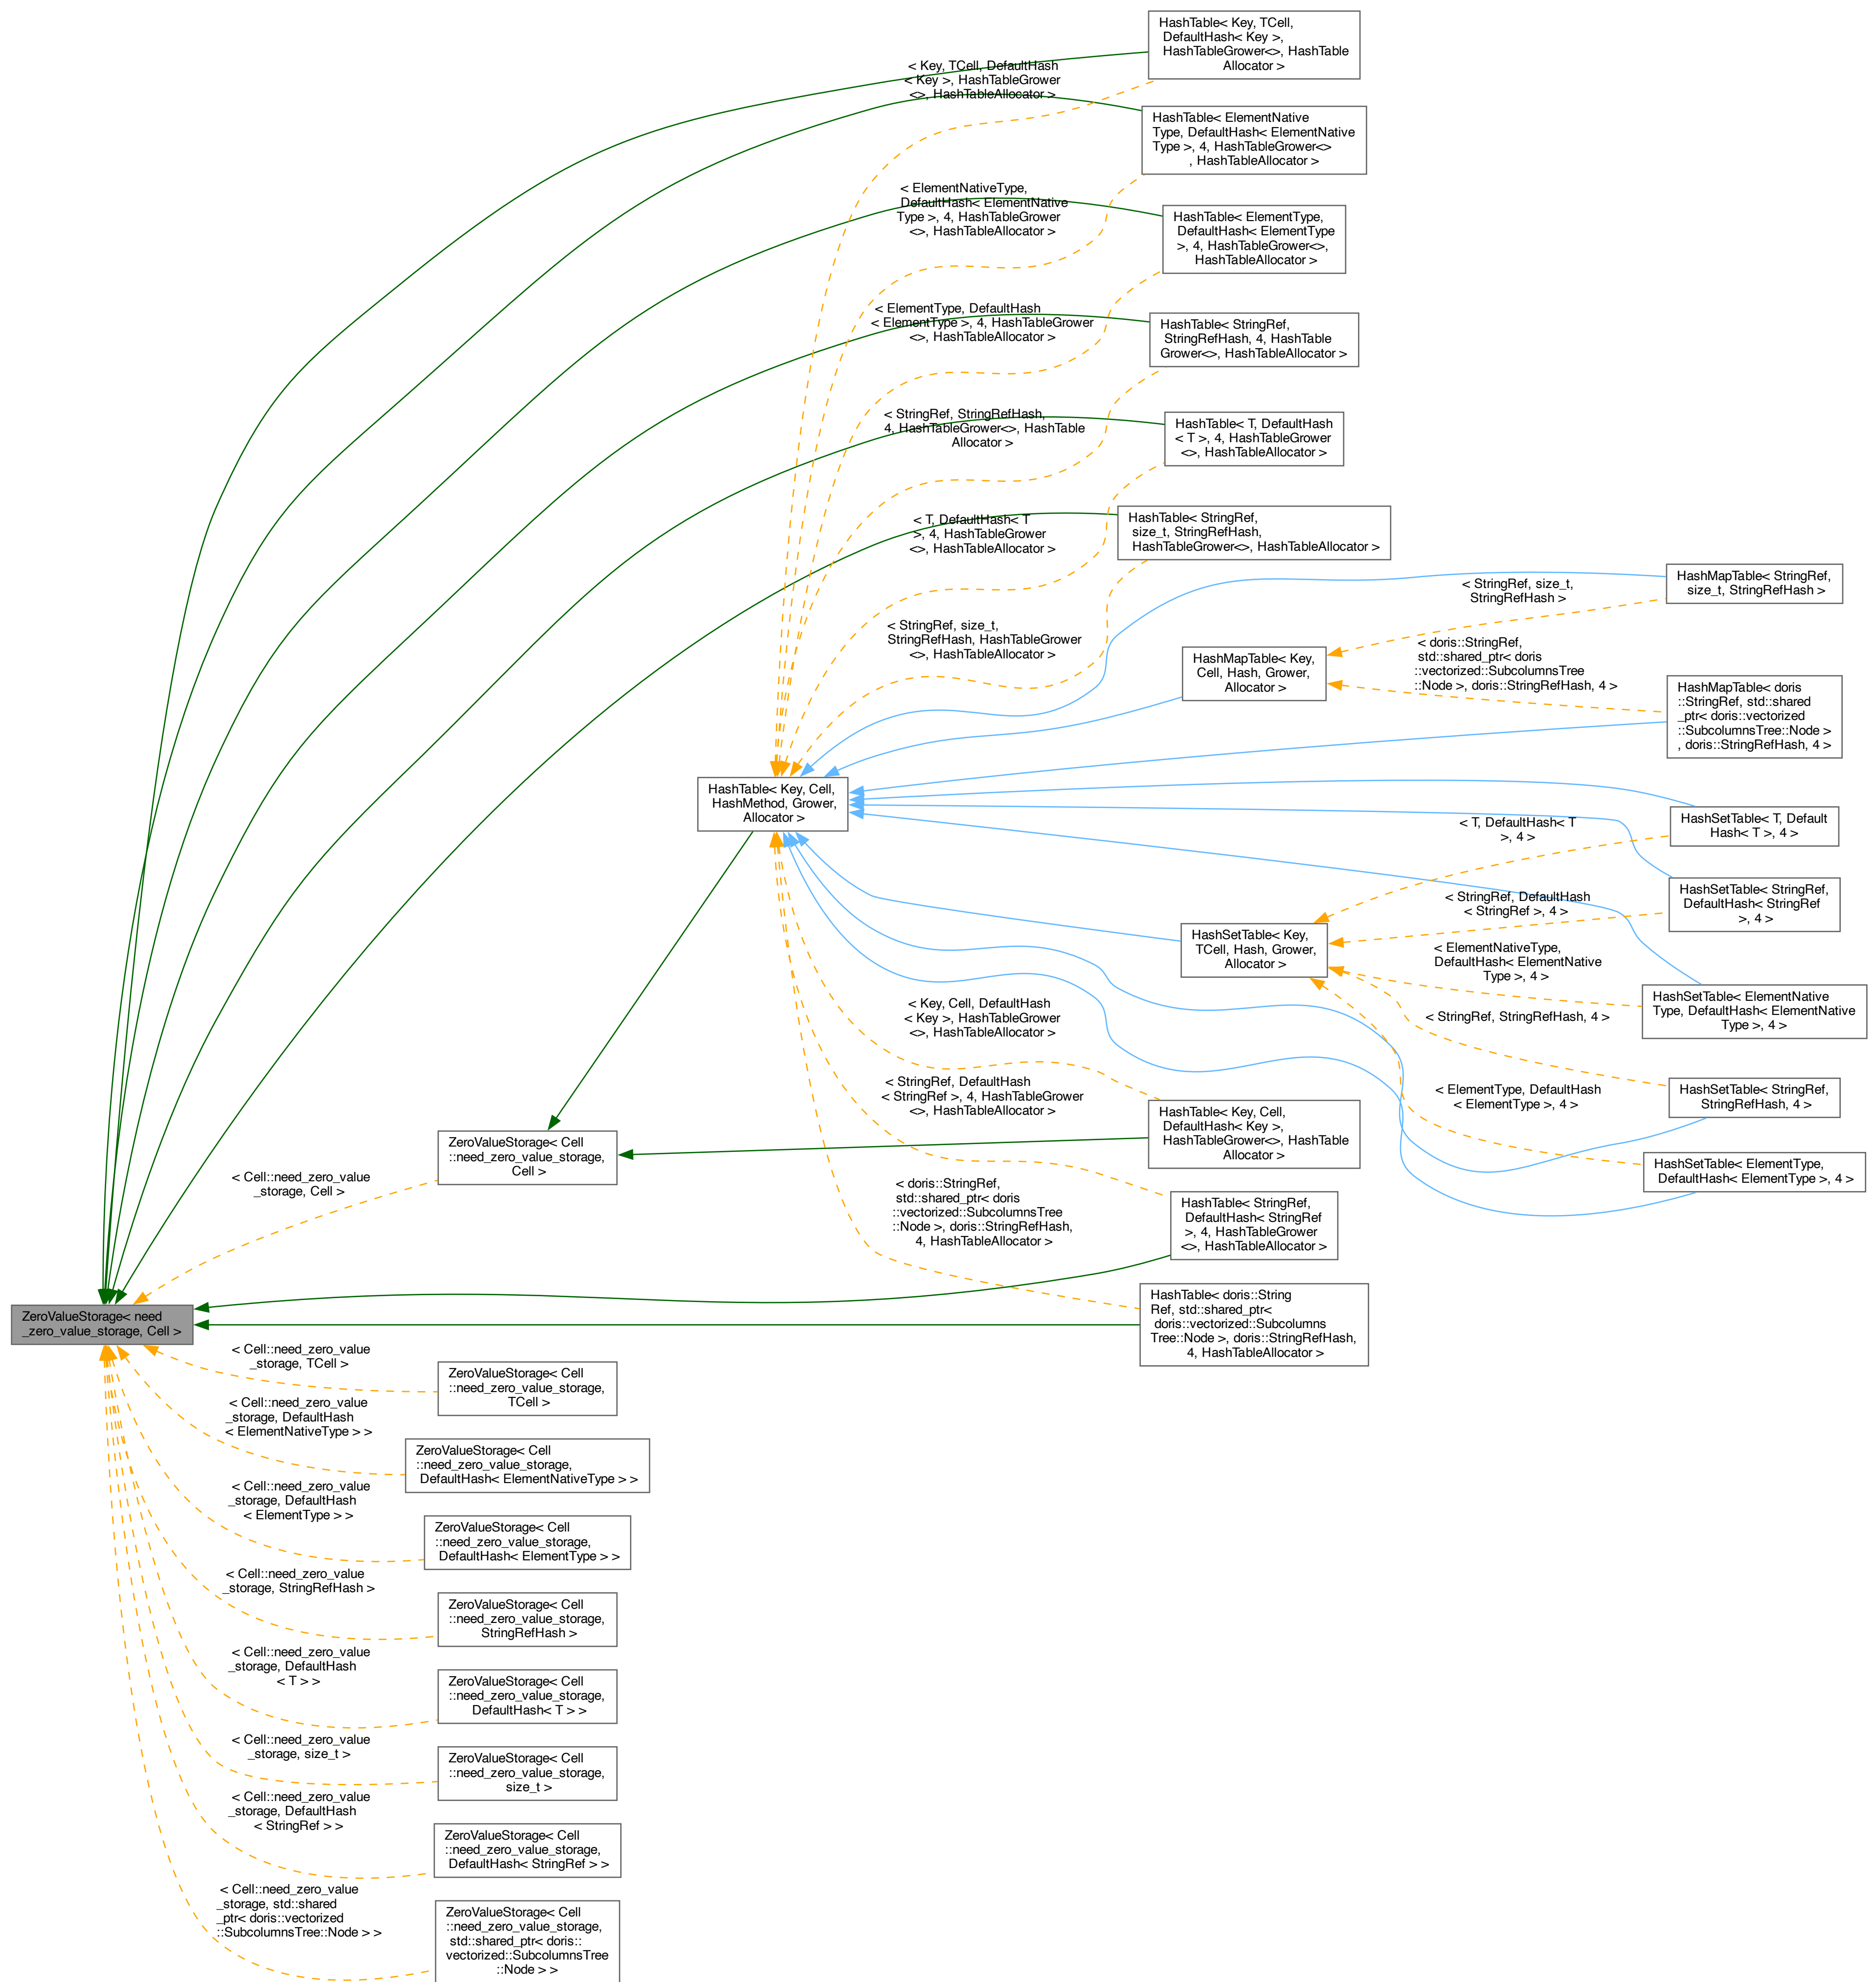 HashTable< Key, TCell,
DefaultHash< Key >,
HashTableGrower<>, HashTable
Allocator >
< Key, TCell, DefaultHash
< Key >, HashTableGrower
<>, HashTableAllocator >
HashTable< ElementNative
Type, DefaultHash< ElementNative
Type >, 4, HashTableGrower<>
, HashTableAllocator >
< ElementNativeType,
DefaultHash< ElementNative
Type >, 4, HashTableGrower
<>, HashTableAllocator >
HashTable< ElementType,
DefaultHash< ElementType
>, 4, HashTableGrower<>,
HashTableAllocator >
< ElementType, DefaultHash
< ElementType >, 4, HashTableGrower
<>, HashTableAllocator >
HashTable< StringRef,
StringRefHash, 4, HashTable
Grower<>, HashTableAllocator >
< StringRef, StringRefHash,
4, HashTableGrower<>, HashTable
Allocator >
HashTable< T, DefaultHash
< T >, 4, HashTableGrower
<>, HashTableAllocator >
< T, DefaultHash< T
>, 4, HashTableGrower
<>, HashTableAllocator >
HashTable< StringRef,
size_t, StringRefHash,
HashTableGrower<>, HashTableAllocator >
< StringRef, size_t,
StringRefHash, HashTableGrower
<>, HashTableAllocator >
< StringRef, size_t,
StringRefHash >
HashMapTable< StringRef,
size_t, StringRefHash >
HashMapTable< Key,
Cell, Hash, Grower,
Allocator >
< doris::StringRef,
std::shared_ptr< doris
::vectorized::SubcolumnsTree
::Node >, doris::StringRefHash, 4 >
HashMapTable< doris
::StringRef, std::shared
_ptr< doris::vectorized
::SubcolumnsTree::Node >
, doris::StringRefHash, 4 >
HashTable< Key, Cell,
HashMethod, Grower,
Allocator >
< T, DefaultHash< T
>, 4 >
HashSetTable< T, Default
Hash< T >, 4 >
< StringRef, DefaultHash
< StringRef >, 4 >
HashSetTable< StringRef,
DefaultHash< StringRef
>, 4 >
HashSetTable< Key,
TCell, Hash, Grower,
Allocator >
< ElementNativeType,
DefaultHash< ElementNative
Type >, 4 >
HashSetTable< ElementNative
Type, DefaultHash< ElementNative
Type >, 4 >
< StringRef, StringRefHash, 4 >
HashSetTable< StringRef,
StringRefHash, 4 >
< ElementType, DefaultHash
< ElementType >, 4 >
HashSetTable< ElementType,
DefaultHash< ElementType >, 4 >
< Key, Cell, DefaultHash
< Key >, HashTableGrower
<>, HashTableAllocator >
HashTable< Key, Cell,
DefaultHash< Key >,
HashTableGrower<>, HashTable
Allocator >
< StringRef, DefaultHash
< StringRef >, 4, HashTableGrower
<>, HashTableAllocator >
HashTable< StringRef,
DefaultHash< StringRef
>, 4, HashTableGrower
<>, HashTableAllocator >
< doris::StringRef,
std::shared_ptr< doris
::vectorized::SubcolumnsTree
::Node >, doris::StringRefHash,
4, HashTableAllocator >
HashTable< doris::String
Ref, std::shared_ptr<
doris::vectorized::Subcolumns
Tree::Node >, doris::StringRefHash,
4, HashTableAllocator >
ZeroValueStorage< Cell
::need_zero_value_storage,
Cell >
< Cell::need_zero_value
_storage, Cell >
ZeroValueStorage< need
_zero_value_storage, Cell >
< Cell::need_zero_value
_storage, TCell >
ZeroValueStorage< Cell
::need_zero_value_storage,
TCell >
< Cell::need_zero_value
_storage, DefaultHash
< ElementNativeType > >
ZeroValueStorage< Cell
::need_zero_value_storage,
DefaultHash< ElementNativeType > >
< Cell::need_zero_value
_storage, DefaultHash
< ElementType > >
ZeroValueStorage< Cell
::need_zero_value_storage,
DefaultHash< ElementType > >
< Cell::need_zero_value
_storage, StringRefHash >
ZeroValueStorage< Cell
::need_zero_value_storage,
StringRefHash >
< Cell::need_zero_value
_storage, DefaultHash
< T > >
ZeroValueStorage< Cell
::need_zero_value_storage,
DefaultHash< T > >
< Cell::need_zero_value
_storage, size_t >
ZeroValueStorage< Cell
::need_zero_value_storage,
size_t >
< Cell::need_zero_value
_storage, DefaultHash
< StringRef > >
ZeroValueStorage< Cell
::need_zero_value_storage,
DefaultHash< StringRef > >
< Cell::need_zero_value
_storage, std::shared
_ptr< doris::vectorized
::SubcolumnsTree::Node > >
ZeroValueStorage< Cell
::need_zero_value_storage,
std::shared_ptr< doris::
vectorized::SubcolumnsTree
::Node > >